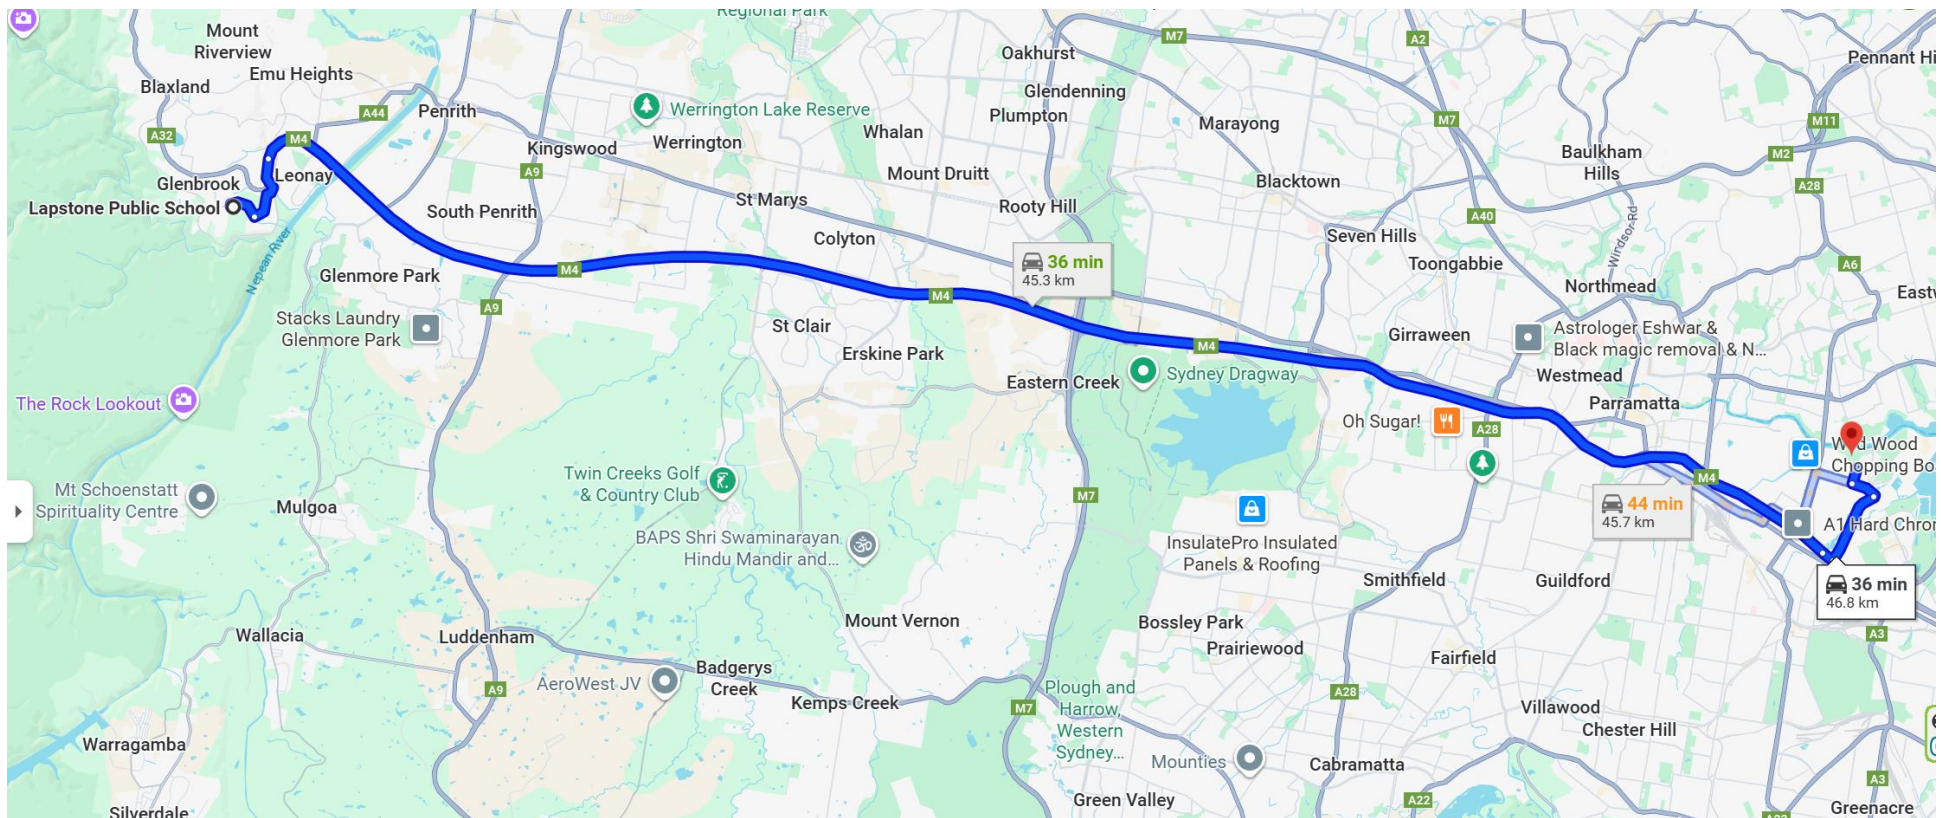 Regional Park
Mount
Riverview
Emu Heights
Blaxland
A44
Penrith
A32
M4
Werrington Lake Reserve
Werrington
Kingswood
A9
Whalan
Mount Druitt
Oakhurst
Glendenning
Plumpton
M7
A2
Pennant Hi
M7
M11
Marayong
Baulkham
Hills
M2
A28
Blacktown
Glenbrook
Leonay
Lapstone Public School
South Penrith
St Marys
Colyton
Rooty Hill
A40
Windsor Rd
Seven Hills
Toongabbie
A6
Northmead
Eastw
Nepean River
Glenmore Park
M4
A9
36 min
45.3 km
M4
Stacks Laundry
Glenmore Park
St Clair
Erskine Park
Eastern Creek
Sydney Dragway
M4
Girraween
Astrologer Eshwar &
Black magic removal & N...
Westmead
Parramatta
The Rock Lookout
Oh Sugar!
A28
Wild Wood
Chopping Boa
Twin Creeks Golf
& Country Club
Mt Schoenstatt
Spirituality Centre
Mulgoa
M7
M4
44 min
45.7 km
A1 Hard Chrom
BAPS Shri Swaminarayan
Hindu Mandir and...
InsulatePro Insulated
Panels & Roofing
Smithfield
Guildford
36 min
46.8 km
Mount Vernon
Bossley Park
Prairiewood
Fairfield
A3
Wallacia
Luddenham
Badgerys
Creek
AeroWest JV
A9
Kemps Creek
M7
Plough and
Harrow,
Western
Sydney...
A28
Villawood
Chester Hill
Warragamba
Mounties
Cabramatta
A3
Green Valley
A22
Silverdale
Greenacre